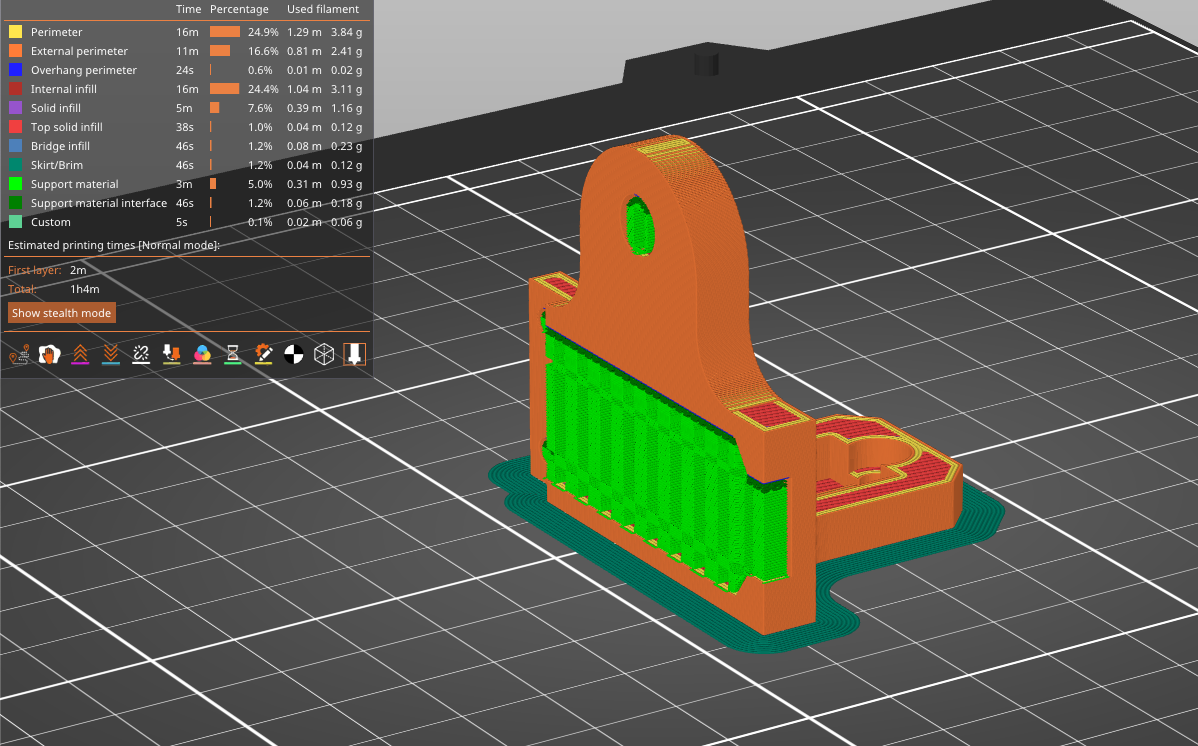 Time Percentage Used filament
Perimeter 16m 24.9% 1.29 m 3.84 g
External perimeter 11m 16.6% 0.81 m 2.41 g
Overhang perimeter 24s 0.6% 0.01 m 0.02 g
Internal infill 16m 24.4% 1.04 m 3.11 g
Solid infill 5m 7.6% 0.39 m 1.16 g
Top solid infill 38s 1.0% 0.04 m 0.12 g
Bridge infill 46s 1.2% 0.08 m 0.23 g
Skirt/Brim 46s 1.2% 0.04 m 0.12 g
Support material 3m 5.0% 0.31 m 0.93 g
Support material interface 46s 1.2% 0.06 m 0.18 g
Custom 5s 0.1% 0.02 m 0.06 g
Estimated printing times [Normal mode]:
First layer: 2m
Total: 1h4m
Show stealth mode